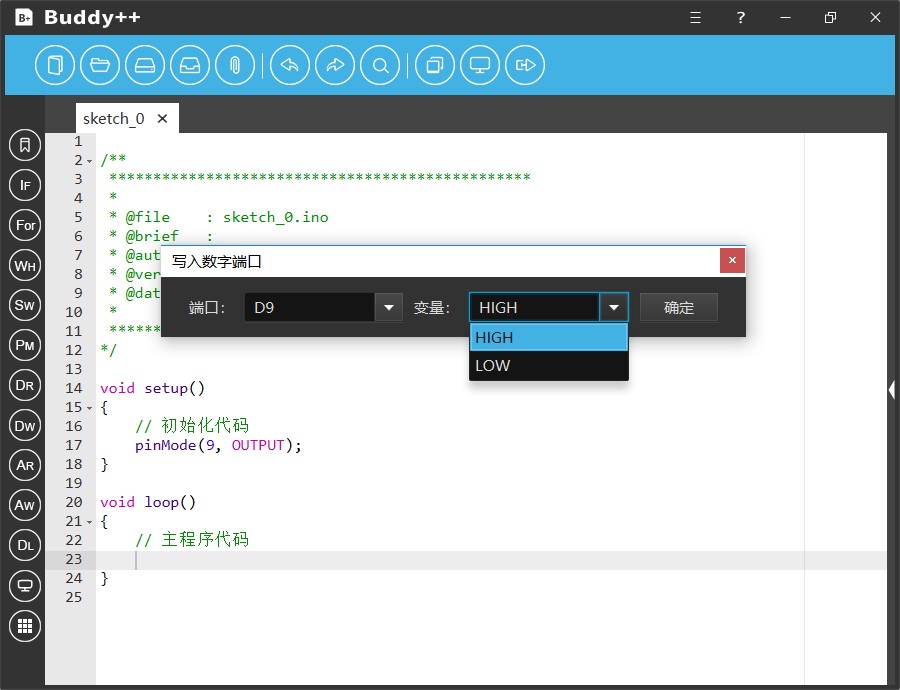 B+ Buddy++
?
sketch_0
1
2 /**
3 ************************************************
4 *
5 * @file : sketch_0.ino
6 * @brief :
7 * @aut
8 * @ver
9 * @dat
10 *
11 ******
12 */
13
14 void setup()
15 {
16 // 初始化代码
17 pinMode(9, OUTPUT);
18 }
19
20 void loop()
21 {
22 // 主程序代码
23
24 }
25
写入数字端口
端口: D9 变量: HIGH 确定
HIGH
LOW
IF
For
WH
SW
PM
DR
DW
AR
AW
DL